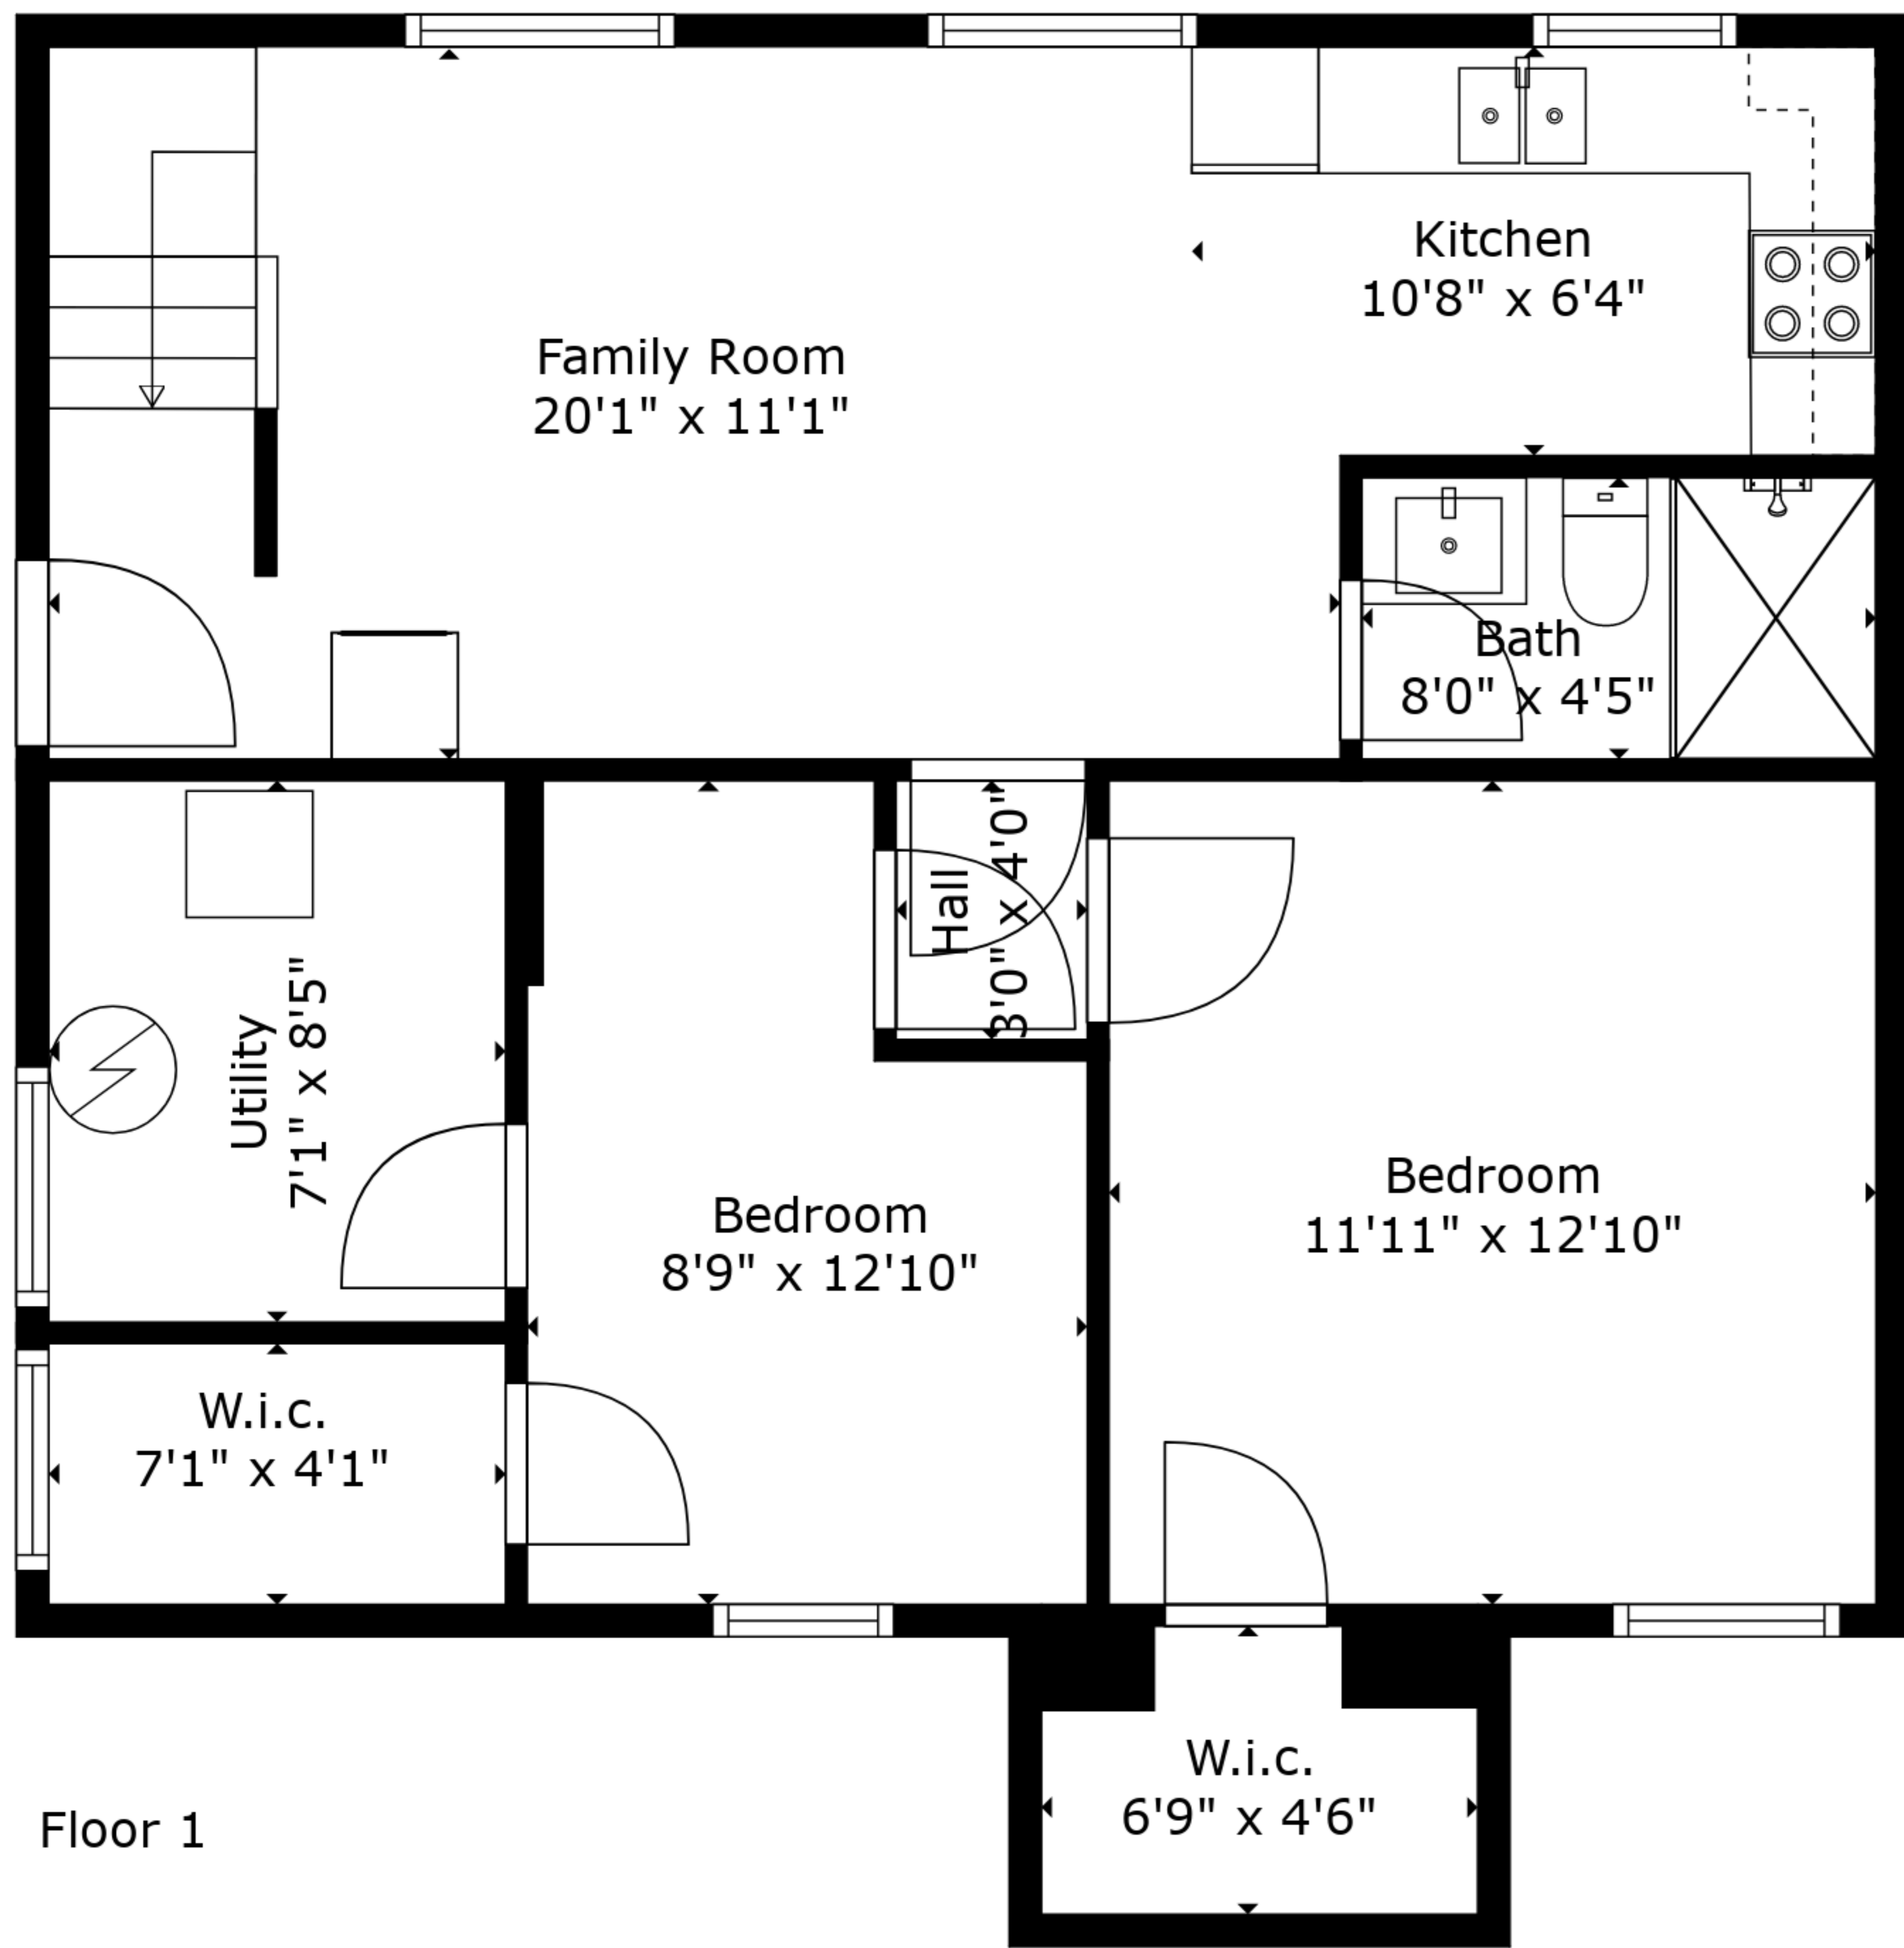 Kitchen
10'8" x 6'4"
Family Room
20'1" x 11'1"
Bath
8'0" x 4'5"
Hall
3'0" x 4'0"
Utility
7'1" x 8'5"
Bedroom
8'9" x 12'10"
Bedroom
11'11" x 12'10"
W.i.c.
7'1" x 4'1"
W.i.c.
6'9" x 4'6"
Floor 1